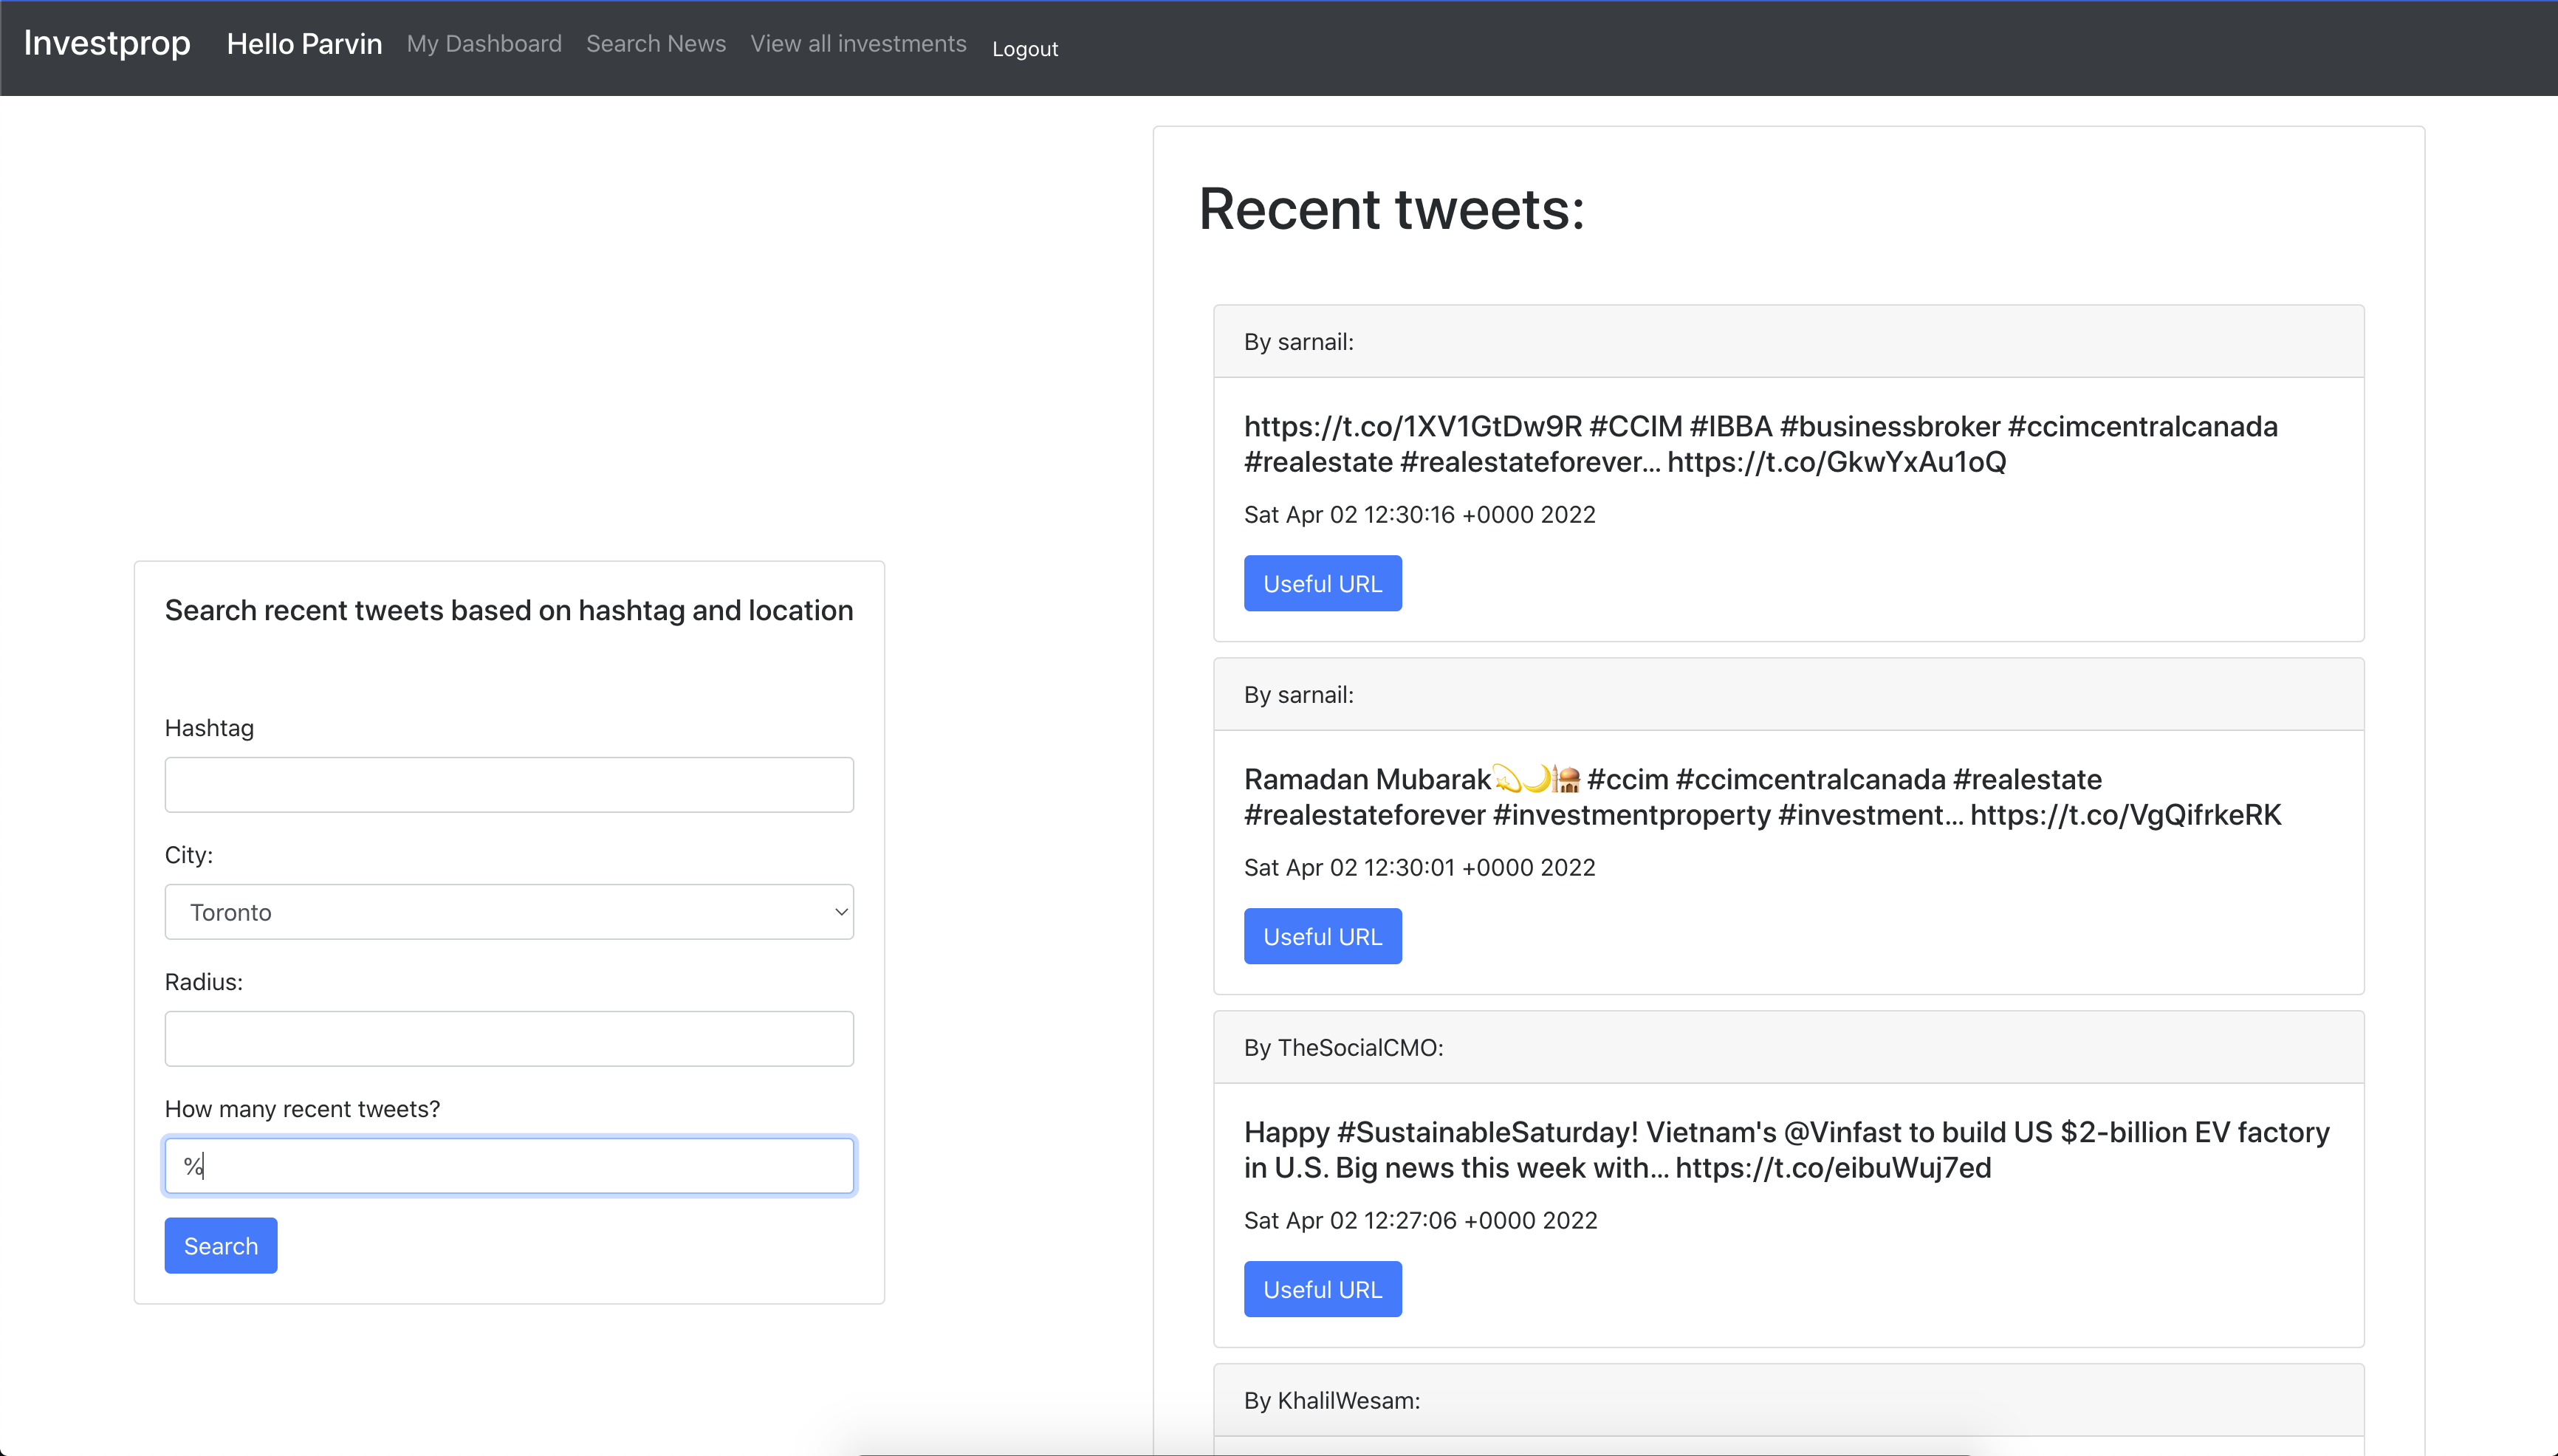 Investprop Hello Parvin My Dashboard Search News View all investments Logout
Search recent tweets based on hashtag and location
Hashtag
City:
Toronto
Radius:
How many recent tweets?
%
Search
Recent tweets:
By sarnail:
https://t.co/1XV1GtDw9R #CCIM #IBBA #businessbroker #ccimcentralcanada
#realestate #realestateforever… https://t.co/GkwYxAu1oQ
Sat Apr 02 12:30:16 +0000 2022
Useful URL
By sarnail:
Ramadan Mubarak💫🌙🕌 #ccim #ccimcentralcanada #realestate
#realestateforever #investmentproperty #investment… https://t.co/VgQifrkeRK
Sat Apr 02 12:30:01 +0000 2022
Useful URL
By TheSocialCMO:
Happy #SustainableSaturday! Vietnam's @Vinfast to build US $2-billion EV factory
in U.S. Big news this week with… https://t.co/eibuWuj7ed
Sat Apr 02 12:27:06 +0000 2022
Useful URL
By KhalilWesam: